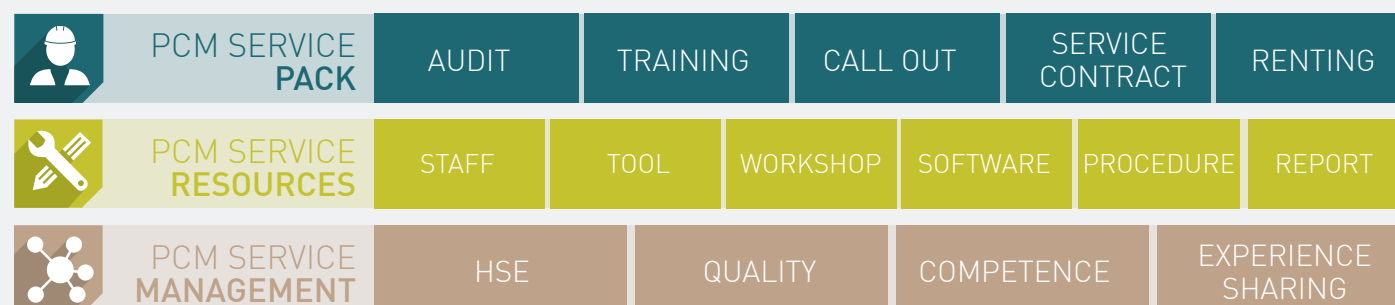 PCM SERVICE
PACK
AUDIT
TRAINING
CALL OUT
SERVICE
CONTRACT
RENTING
PCM SERVICE
RESOURCES
STAFF
TOOL
WORKSHOP
SOFTWARE
PROCEDURE
REPORT
PCM SERVICE
MANAGEMENT
HSE
QUALITY
COMPETENCE
EXPERIENCE
SHARING